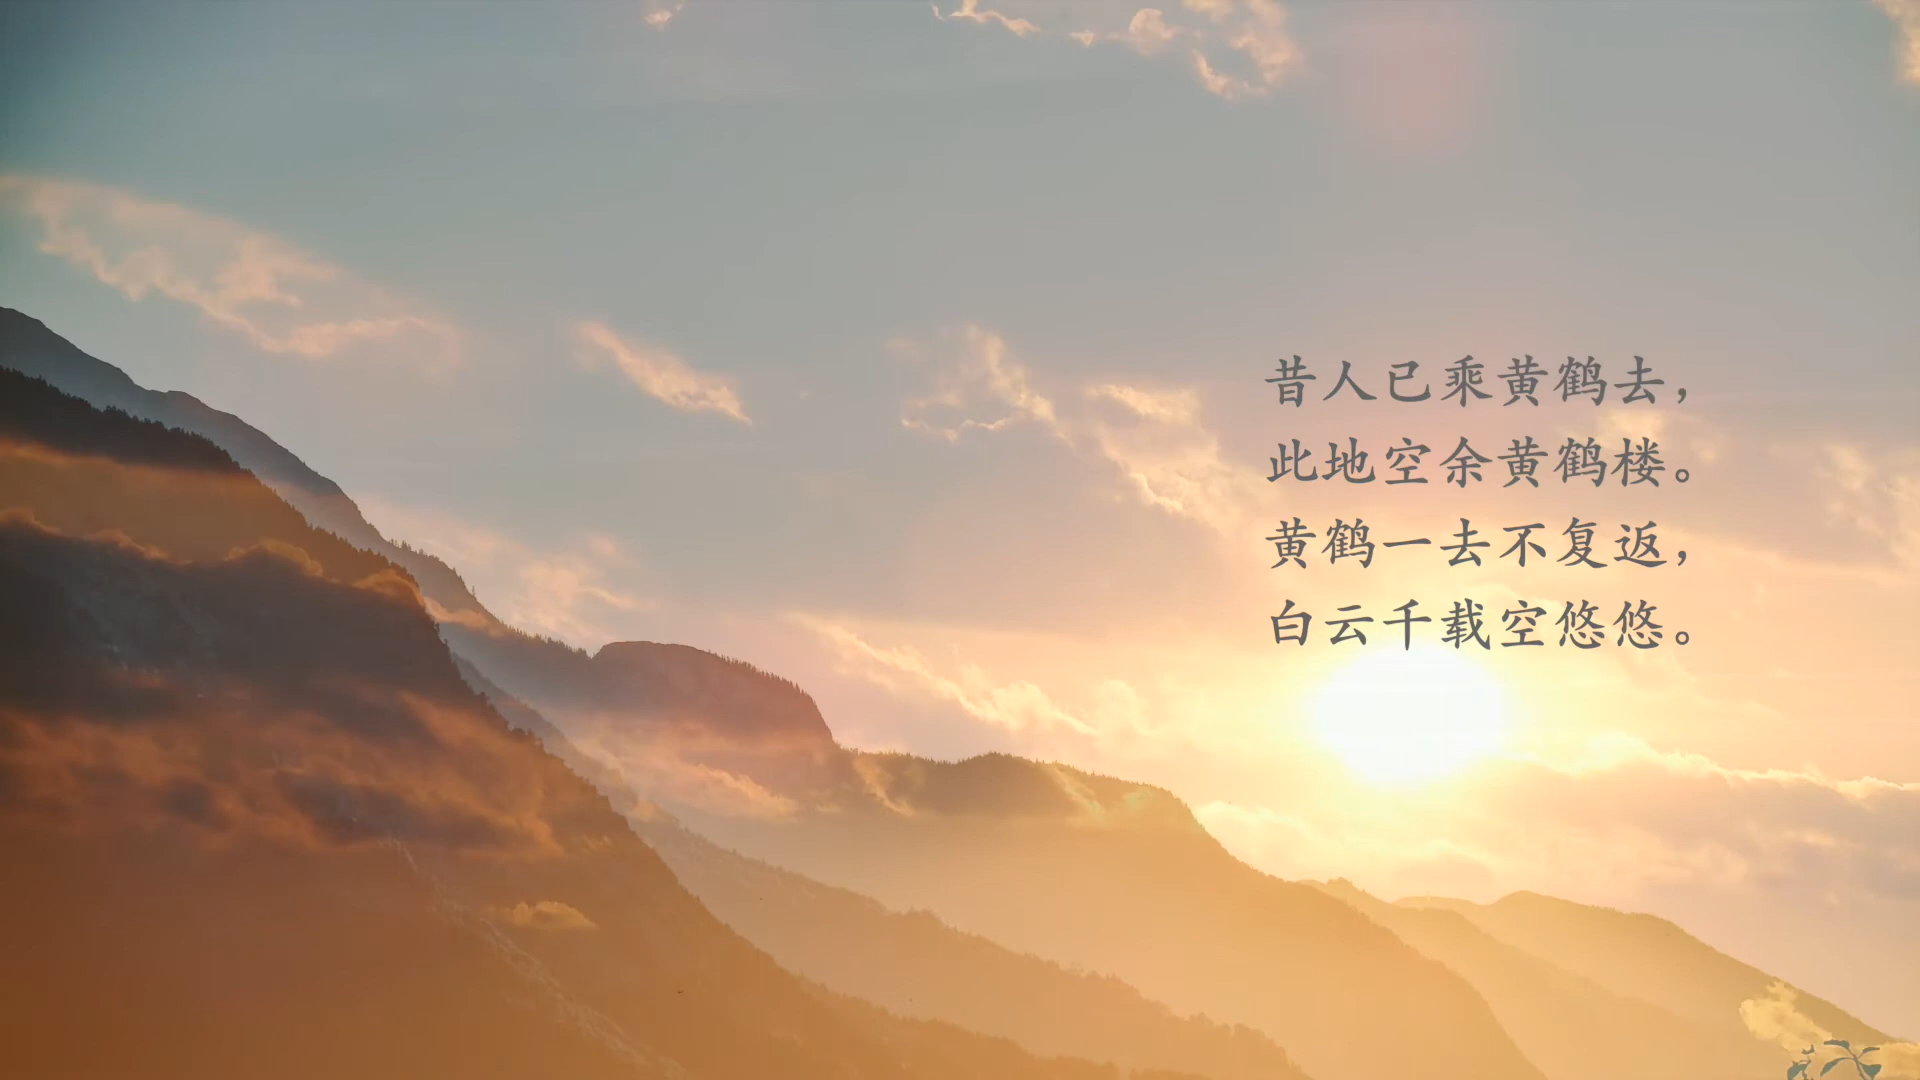 昔人已乘黄鹤去，
此地空余黄鹤楼。
黄鹤一去不复返，
白云千载空悠悠。